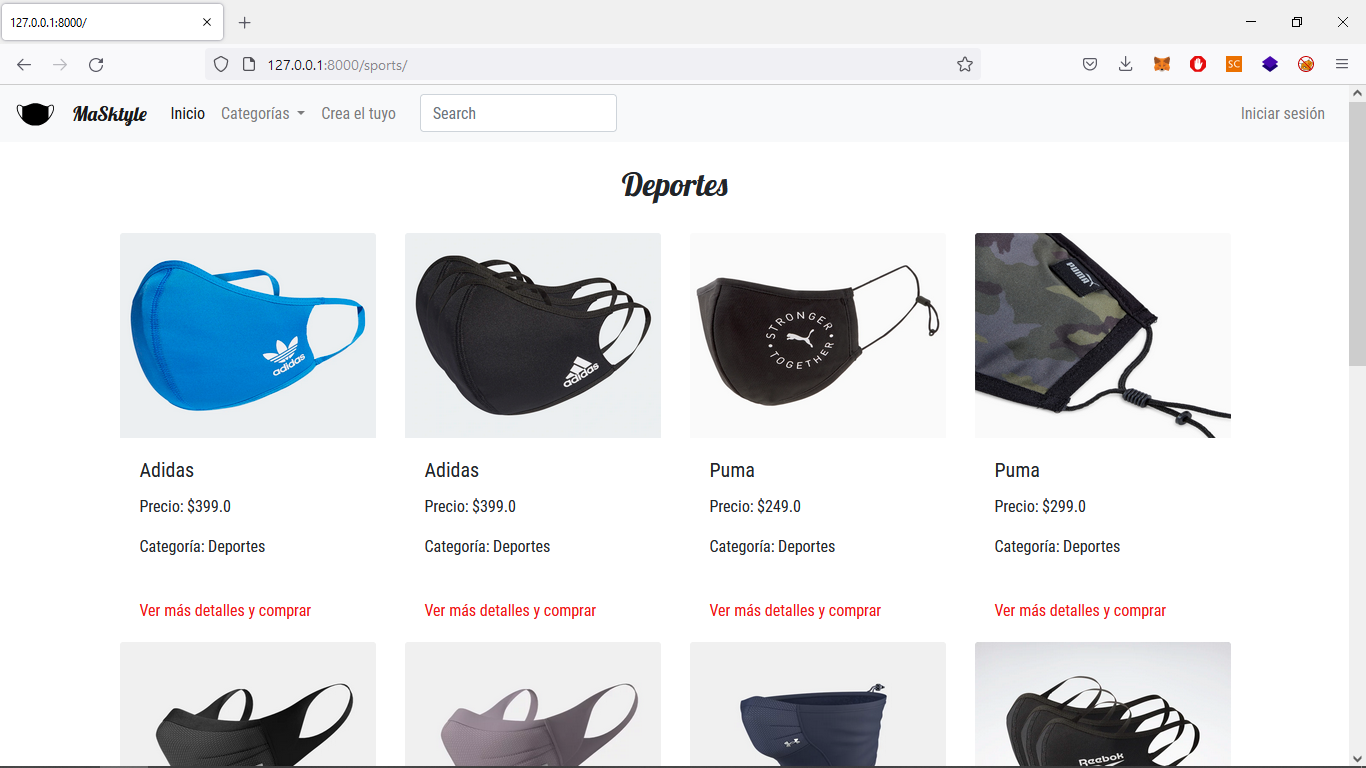 127.0.0.1:8000/
127.0.0.1:8000/sports/
SC
MaSktyle
Inicio
Categorías
Crea el tuyo
Search
Iniciar sesión
Deportes
adidas
adidas
STRONGER TOGETHER
PUMA
Adidas
Adidas
Puma
Puma
Precio: $399.0
Precio: $399.0
Precio: $249.0
Precio: $299.0
Categoría: Deportes
Categoría: Deportes
Categoría: Deportes
Categoría: Deportes
Ver más detalles y comprar
Ver más detalles y comprar
Ver más detalles y comprar
Ver más detalles y comprar
Reebok